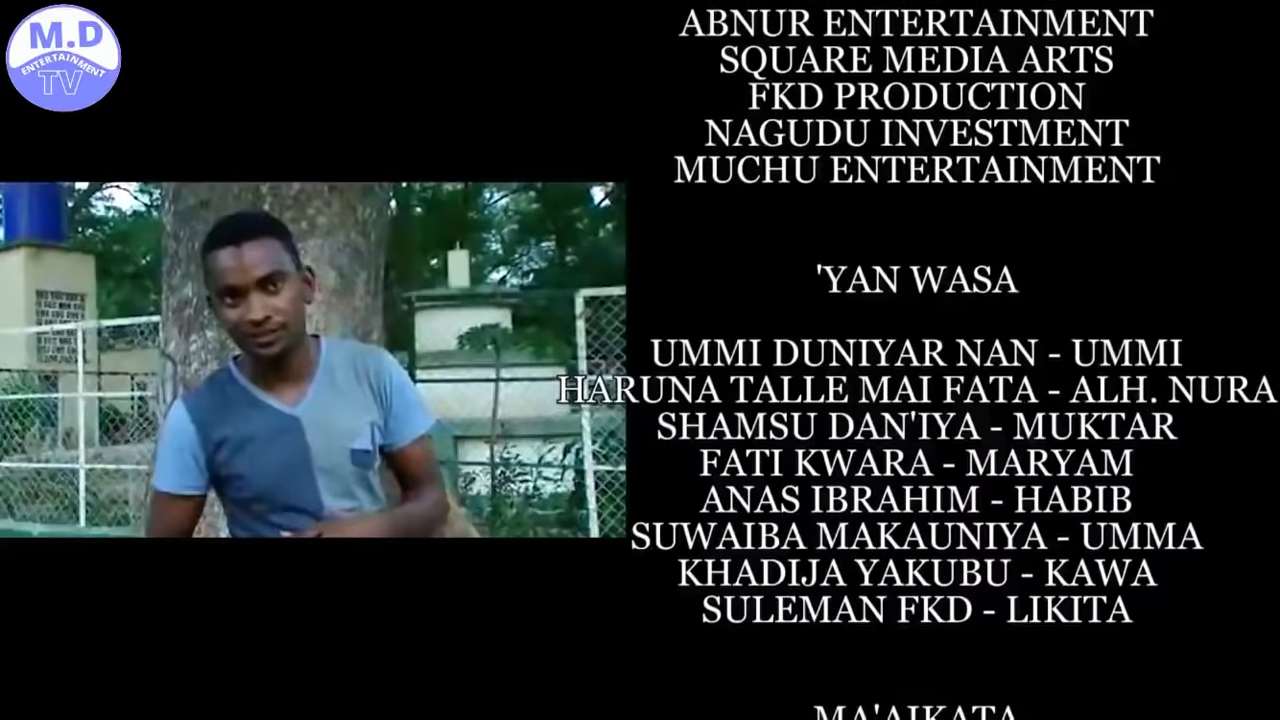 M.D
ENTERTAINMENT
TV
ABNUR ENTERTAINMENT
SQUARE MEDIA ARTS
FKD PRODUCTION
NAGUDU INVESTMENT
MUCHU ENTERTAINMENT
'YAN WASA
UMMI DUNIYAR NAN - UMMI
HARUNA TALLE MAI FATA - ALH. NURA
SHAMSU DAN'IYA - MUKTAR
FATI KWARA - MARYAM
ANAS IBRAHIM - HABIB
SUWAIBA MAKAUNIYA - UMMA
KHADIJA YAKUBU - KAWA
SULEMAN FKD - LIKITA
MA'AIKATA